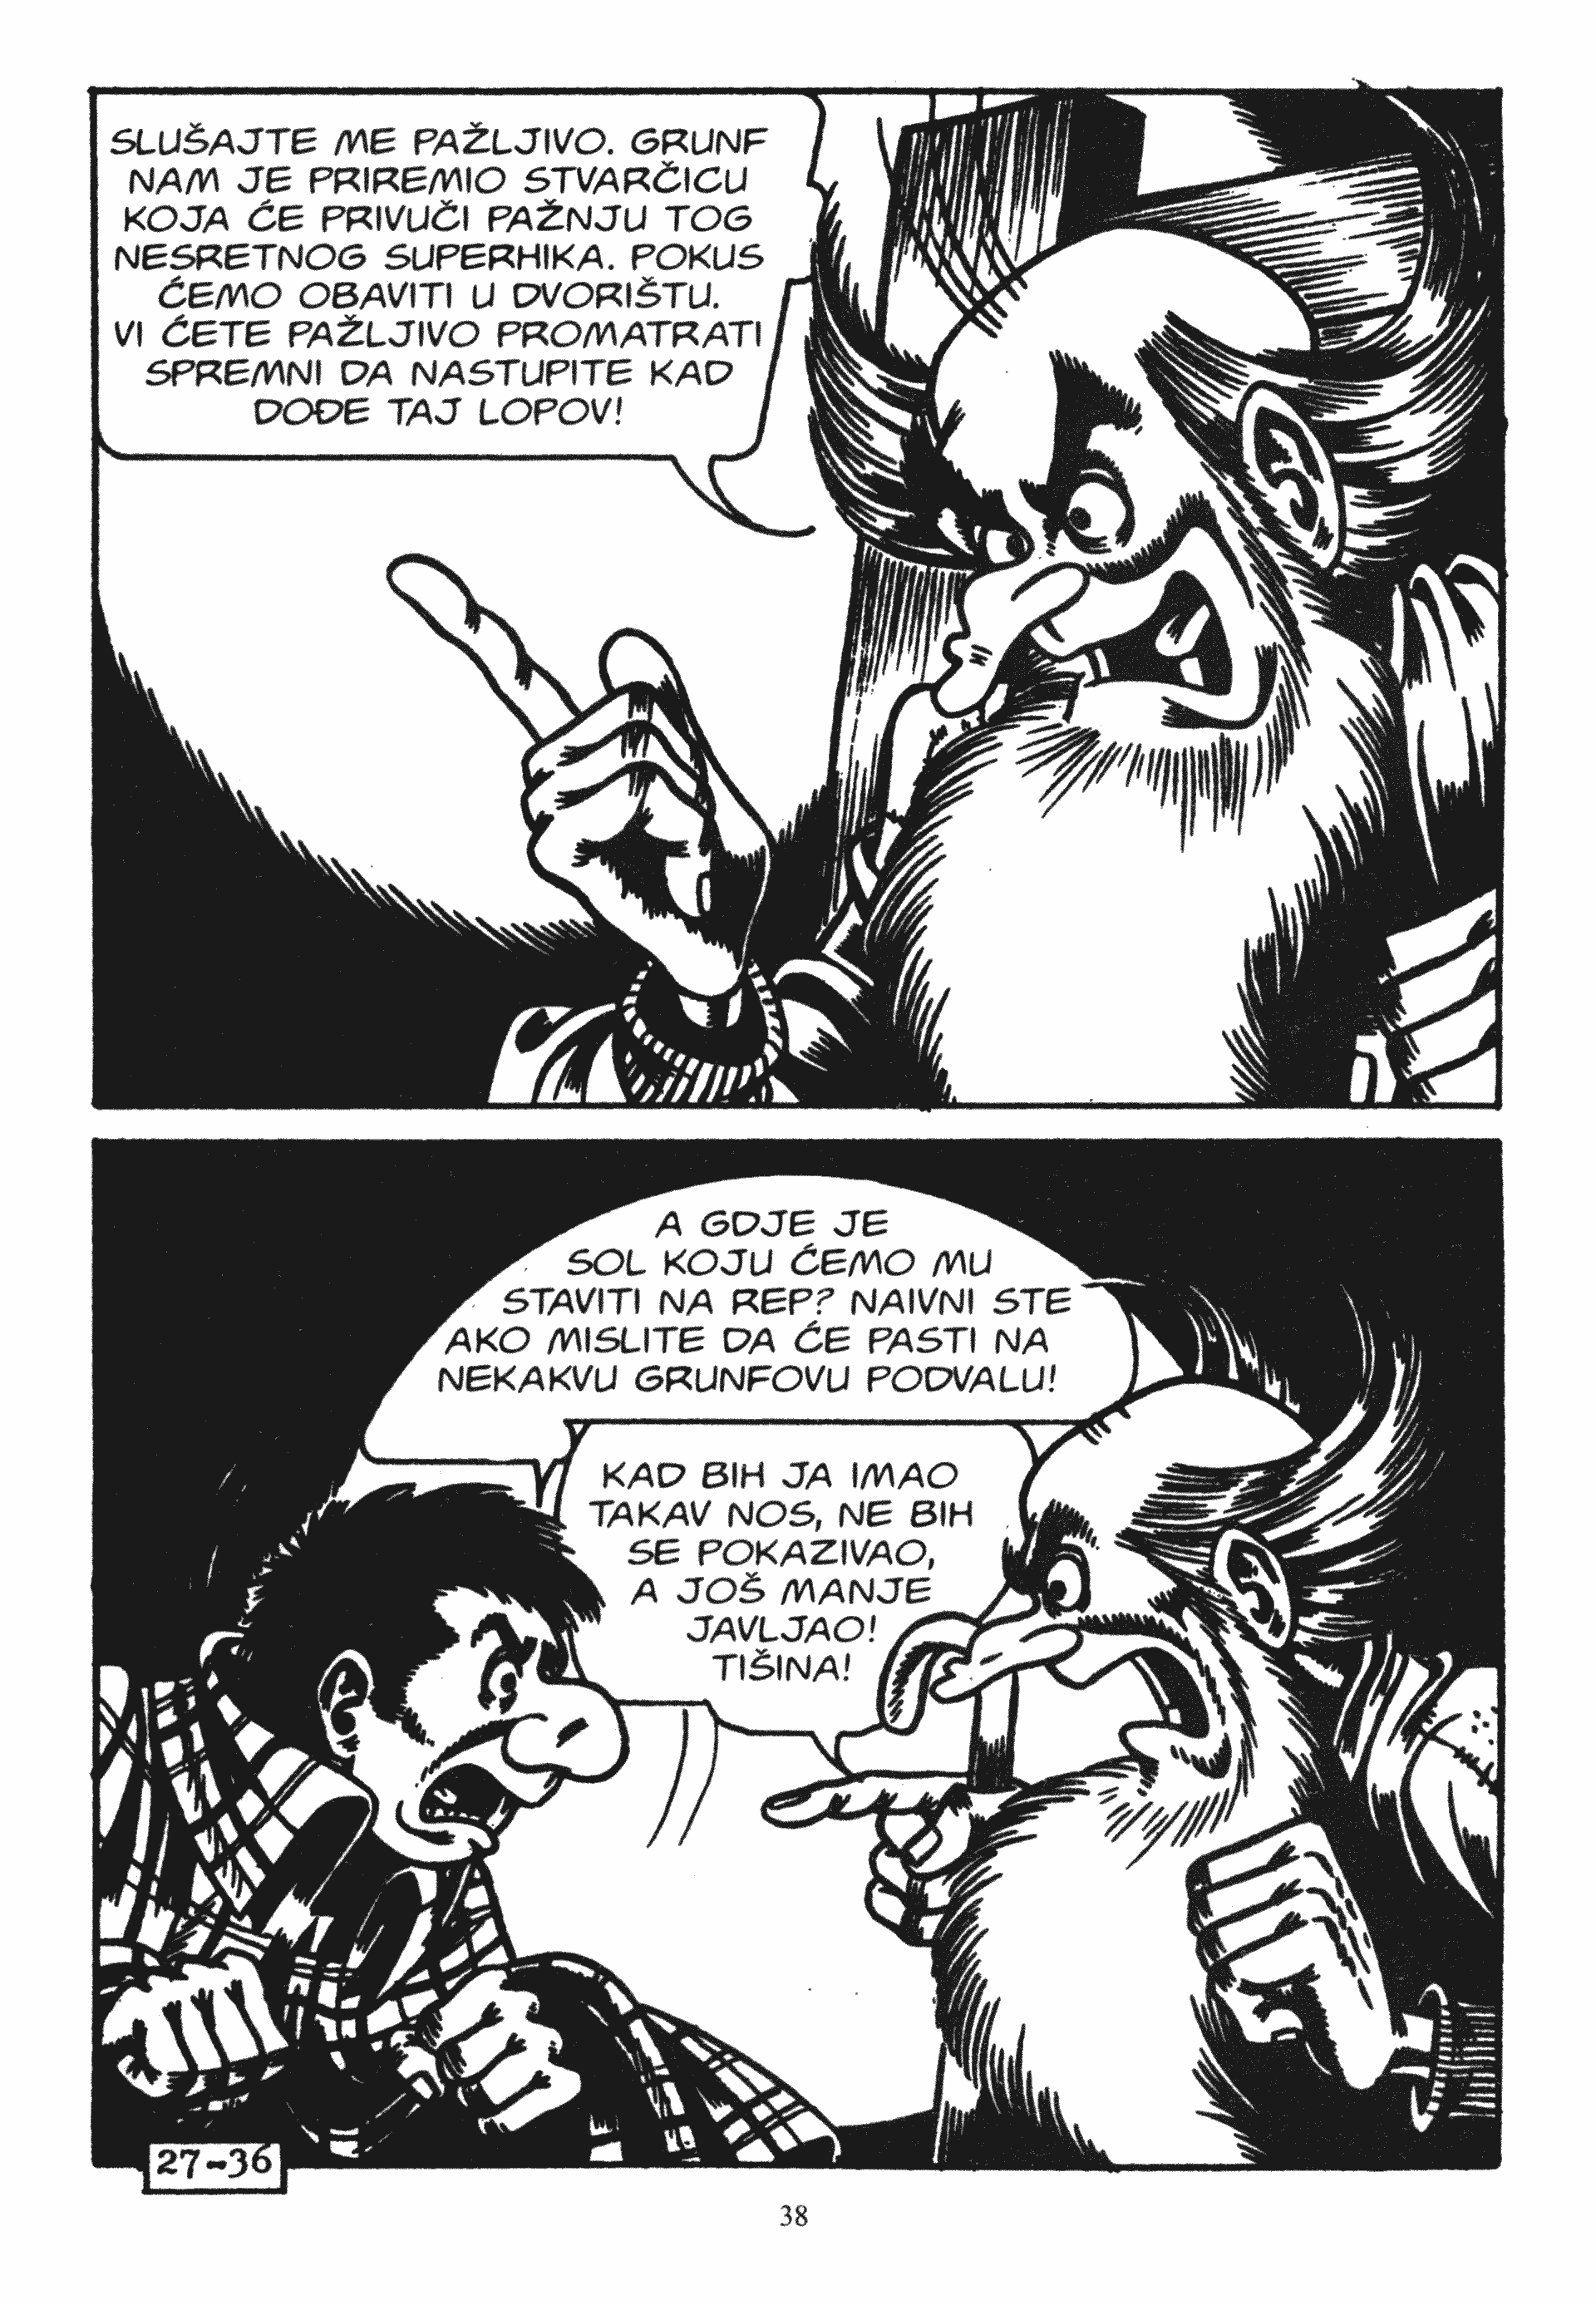 SLUŠAJTE ME PAŽLJIVO. GRUNF
NAM JE PRIREMIO STVARČICU
KOJA ĆE PRIVUČI PAŽNJU TOG
NESRETNOG SUPERHIKA. POKUS
ĆEMO OBAVITI U DVORIŠTU.
VI ĆETE PAŽLJIVO PROMATRATI
SPREMNI DA NASTUPITE KAD
DOĐE TAJ LOPOV!
A GDJE JE
SOL KOJU ĆEMO MU
STAVITI NA REP? NAIVNI STE
AKO MISLITE DA ĆE PASTI NA
NEKAKVU GRUNFOVU PODVALU!
KAD BIH JA IMAO
TAKAV NOS, NE BIH
SE POKAZIVAO,
A JOŠ MANJE
JAVLJAO!
TIŠINA!
27-36
38